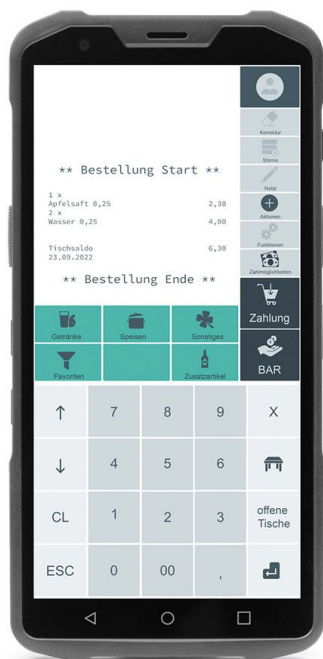 ** Bestellung Start **
1 x
Apfelsaft 0,25 2,30
2 x
Wasser 0,25 4,00
Tischsaldo 6,30
23.09.2022
** Bestellung Ende **
Korrektur
Storno
Notiz
Aktionen
Funktionen
Zahlmöglichkeiten
Zahlung
BAR
Getränke Speisen Sonstiges
Favoriten Zusatzartikel
↑ 7 8 9 X
↓ 4 5 6
CL 1 2 3 offene
Tische
ESC 0 00 ,